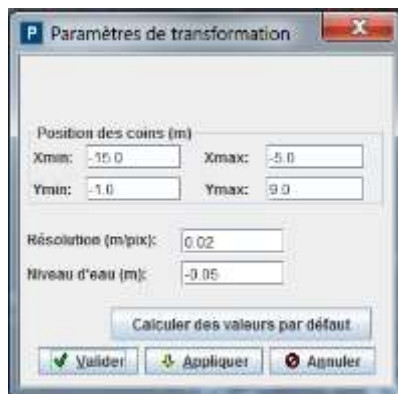 P Paramètres de transformation
Position des coins (m)
Xmin: -15.0 Xmax: -5.0
Ymin: -1.0 Ymax: 9.0
Résolution (m/pix): 0.02
Niveau d'eau (m): -0.05
Calculer des valeurs par défaut
Valider Appliquer Annuler